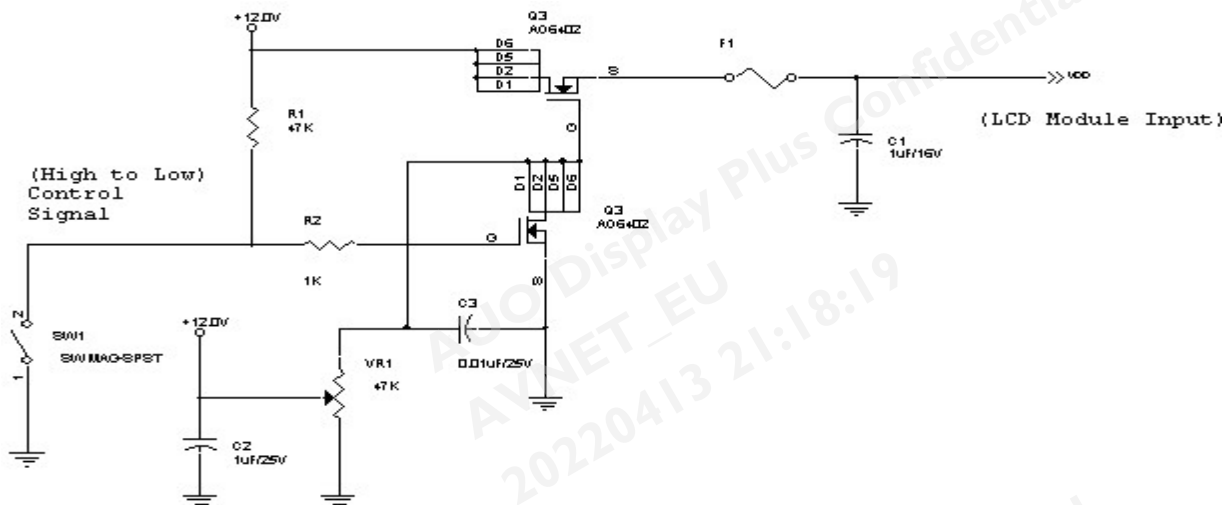 +12.0V
Q3
AO6402
D6
D5
D2
D1
S
F1
VDD
(LCD Module Input)
R1
47K
G
C1
1uF/16V
(High to Low)
Control
Signal
D1
D2
D5
D6
Q3
AO6402
R2
G
1K
S
+12.0V
C3
2
SW1
SW MAG-SPST
1
VR1
47K
0.01uF/25V
C2
1uF/25V
AUO Display Plus Confidential
AVNET_EU
20220413 21:18:19